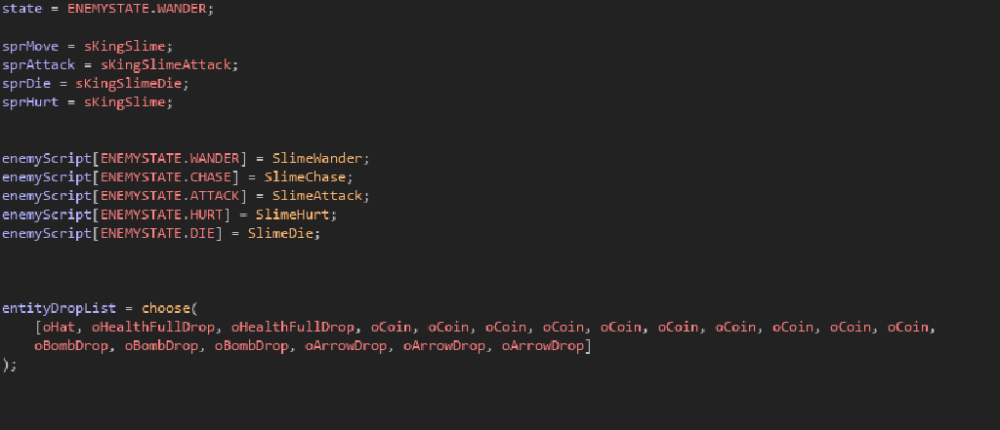 state = ENEMYSTATE.WANDER;
sprMove = sKingSlime;
sprAttack = sKingSlimeAttack;
sprDie = sKingSlimeDie;
sprHurt = sKingSlime;
enemyScript[ENEMYSTATE.WANDER] = SlimeWander;
enemyScript[ENEMYSTATE.CHASE] = SlimeChase;
enemyScript[ENEMYSTATE.ATTACK] = SlimeAttack;
enemyScript[ENEMYSTATE.HURT] = SlimeHurt;
enemyScript[ENEMYSTATE.DIE] = SlimeDie;
entityDropList = choose(
[oHat, oHealthFullDrop, oHealthFullDrop, oCoin, oCoin, oCoin, oCoin, oCoin, oCoin, oCoin, oCoin, oCoin, oCoin,
oBombDrop, oBombDrop, oBombDrop, oArrowDrop, oArrowDrop, oArrowDrop]
);